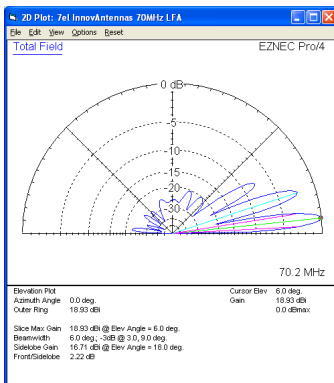 2D Plot: 7el InnovAntennas 70MHz LFA
File Edit View Options Reset
Total Field
EZNEC Pro/4
0 dB
-5
-10
-15
-20
-30
70.2 MHz
Elevation Plot
Cursor Elev 6.0 deg.
Azimuth Angle 0.0 deg.
Gain 18.93 dBi
Outer Ring 18.93 dBi
0.0 dBmax
Slice Max Gain 18.93 dBi @ Elev Angle = 6.0 deg.
Beamwidth 6.0 deg.; -3dB @ 3.0, 9.0 deg.
Sidelobe Gain 16.71 dBi @ Elev Angle = 18.0 deg.
Front/Sidelobe 2.22 dB